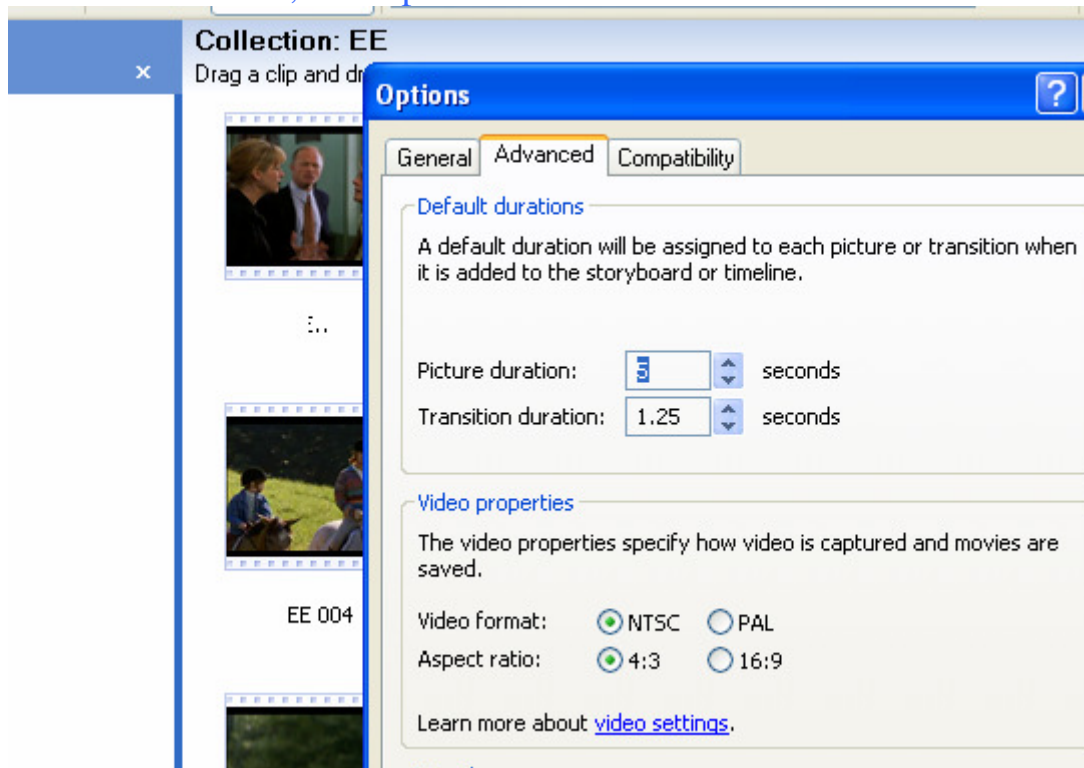 Collection: EE
Drag a clip and dr
Options
General Advanced Compatibility
Default durations
A default duration will be assigned to each picture or transition when
it is added to the storyboard or timeline.
Picture duration: 5 seconds
Transition duration: 1.25 seconds
Video properties
The video properties specify how video is captured and movies are
saved.
EE 004
Video format: NTSC PAL
Aspect ratio: 4:3 16:9
Learn more about video settings.